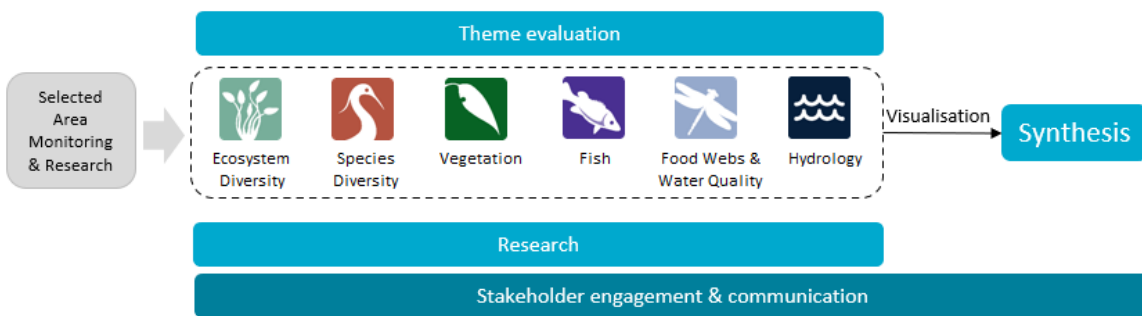 Theme evaluation
Selected
Area
Monitoring
& Research
Ecosystem
Diversity
Species
Diversity
Vegetation
Fish
Food Webs &
Water Quality
Hydrology
Visualisation
Synthesis
Research
Stakeholder engagement & communication